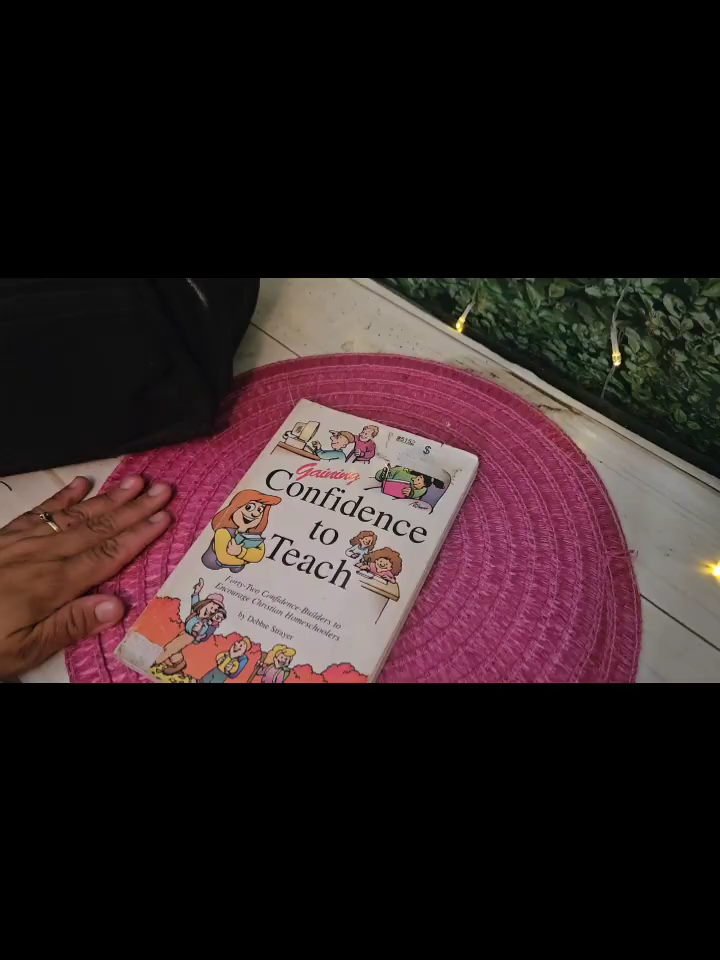 $
Gaining
Confidence
to
Teach
Forty-Two Confidence Builders to
Encourage Christian Homeschoolers
by Debbie Strayer